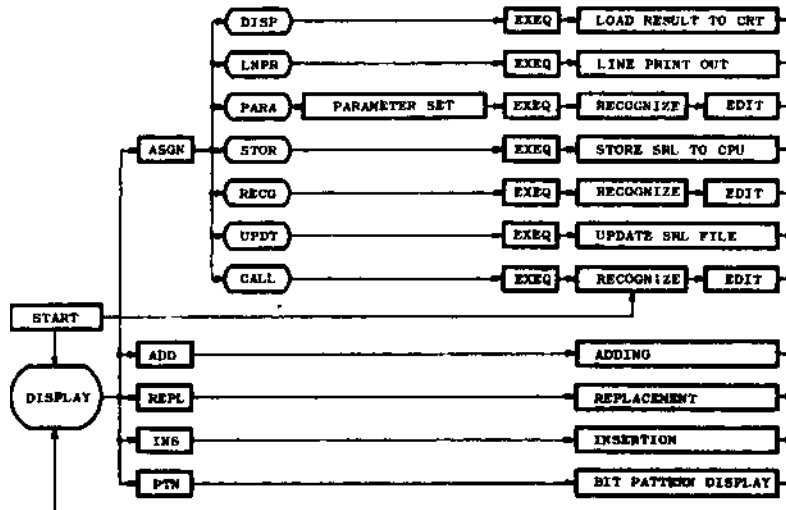 DISP EXEQ LOAD RESULT TO CRT
LNPR EXEQ LINE PRINT OUT
PARA PARAMETER SET EXEQ RECOGNIZE EDIT
ASGN STOR EXEQ STORE SRL TO CPU
RECG EXEQ RECOGNIZE EDIT
UPDT EXEQ UPDATE SRL FILE
CALL EXEQ RECOGNIZE EDIT
START
ADD ADDING
DISPLAY REPL REPLACEMENT
INS INSERTION
PTN BIT PATTERN DISPLAY